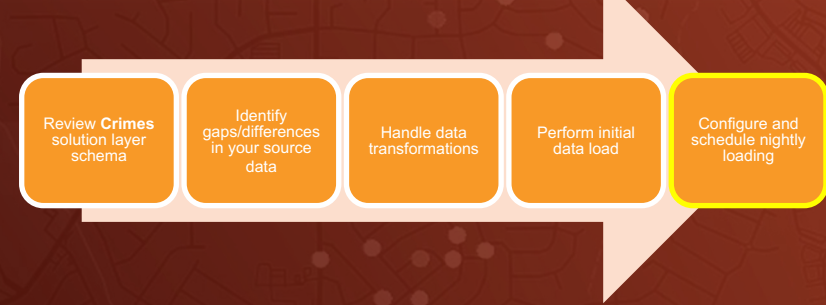 Review Crimes
solution layer
schema
Identify
gaps/differences
in your source
data
Handle data
transformations
Perform initial
data load
Configure and
schedule nightly
loading